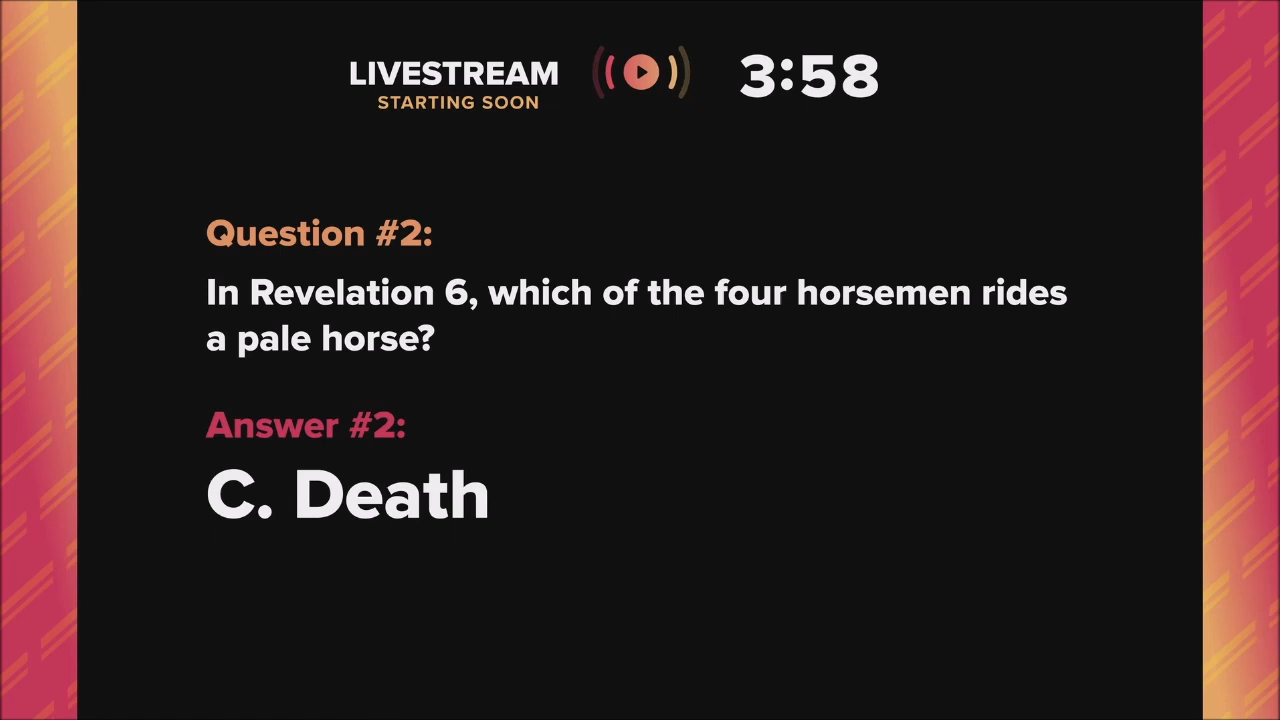 LIVESTREAM
STARTING SOON
3:58
Question #2:
In Revelation 6, which of the four horsemen rides
a pale horse?
Answer #2:
C. Death